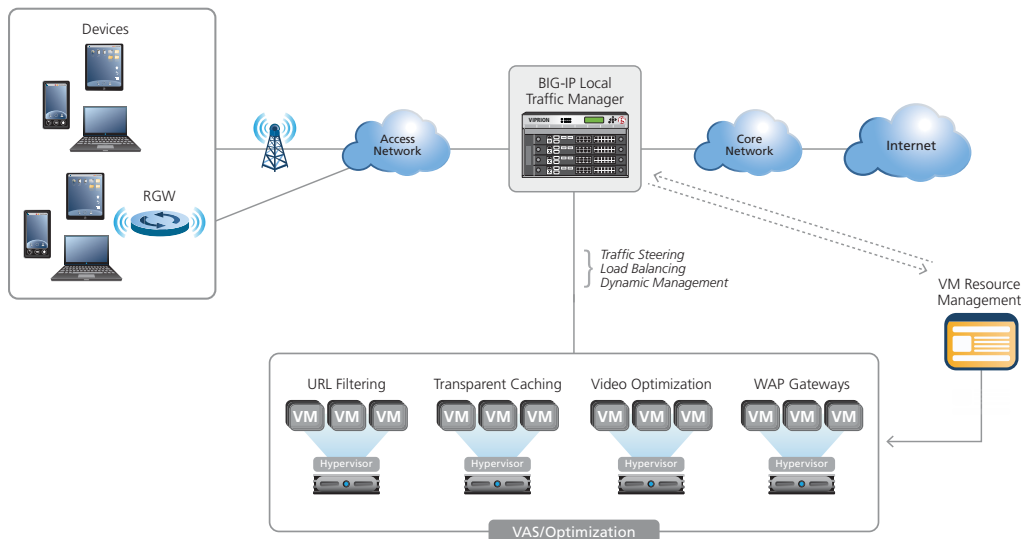 Devices
RGW
Access
Network
BIG-IP Local
Traffic Manager
VIPRION
Core
Network
Internet
Traffic Steering
Load Balancing
Dynamic Management
VM Resource
Management
URL Filtering
VM VM VM
Hypervisor
Transparent Caching
VM VM VM
Hypervisor
Video Optimization
VM VM VM
Hypervisor
WAP Gateways
VM VM VM
Hypervisor
VAS/Optimization